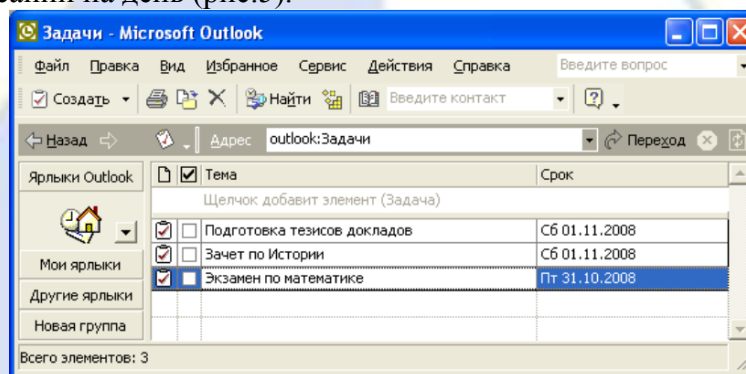 на день (рис.3).
Задачи - Microsoft Outlook
Файл Правка Вид Избранное Сервис Действия Справка Введите вопрос
Создать Найти Введите контакт
Назад Адрес outlook:Задачи Переход
Ярлыки Outlook Тема Срок
Щелчок добавит элемент (Задача)
Подготовка тезисов докладов Сб 01.11.2008
Мои ярлыки Зачет по Истории Сб 01.11.2008
Экзамен по математике Пт 31.10.2008
Другие ярлыки
Новая группа
Всего элементов: 3